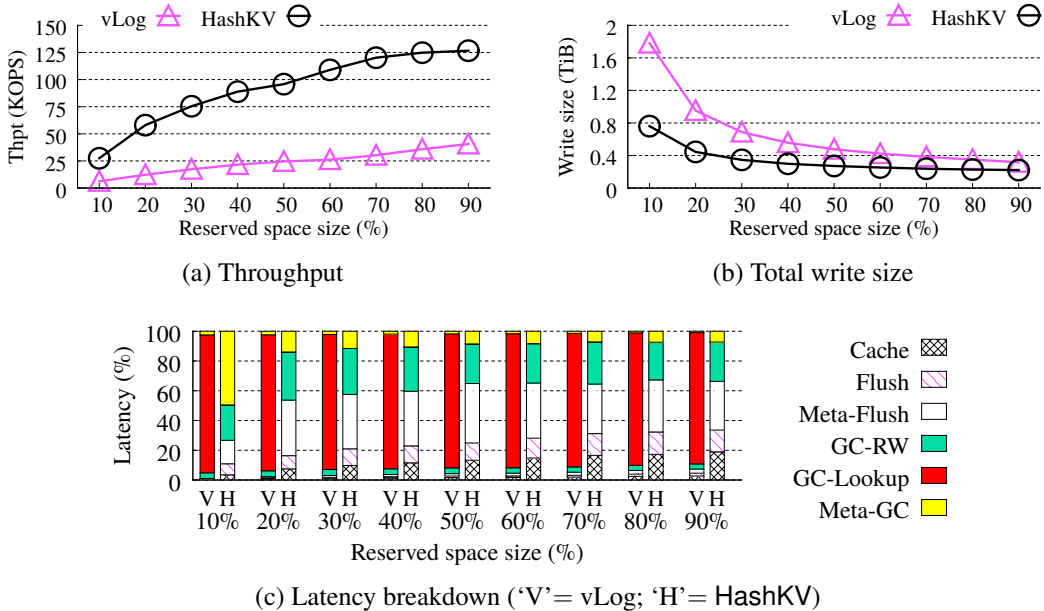 vLog HashKV
150
125
100
75
50
25
0
Thpt (KOPS)
10 20 30 40 50 60 70 80 90
Reserved space size (%)
(a) Throughput
vLog HashKV
2
1.6
1.2
0.8
0.4
0
Write size (TiB)
10 20 30 40 50 60 70 80 90
Reserved space size (%)
(b) Total write size
100
80
60
40
20
0
Latency (%)
V H V H V H V H V H V H V H V H V H
10% 20% 30% 40% 50% 60% 70% 80% 90%
Reserved space size (%)
Cache
Flush
Meta-Flush
GC-RW
GC-Lookup
Meta-GC
(c) Latency breakdown (‘V’= vLog; ‘H’= HashKV)